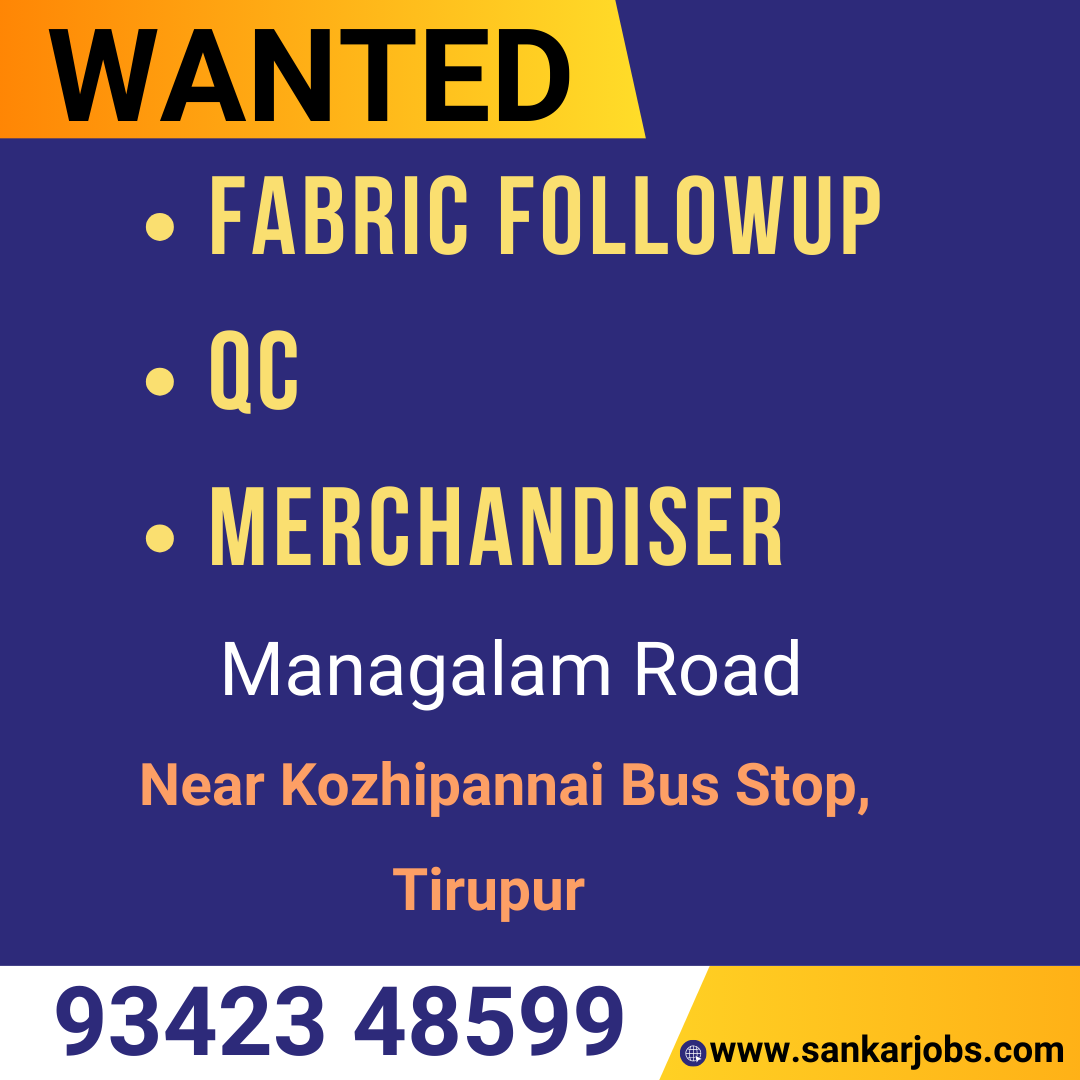 WANTED
• FABRIC FOLLOWUP
• QC
• MERCHANDISER
Managalam Road
Near Kozhipannai Bus Stop,
Tirupur
93423 48599
www.sankarjobs.com